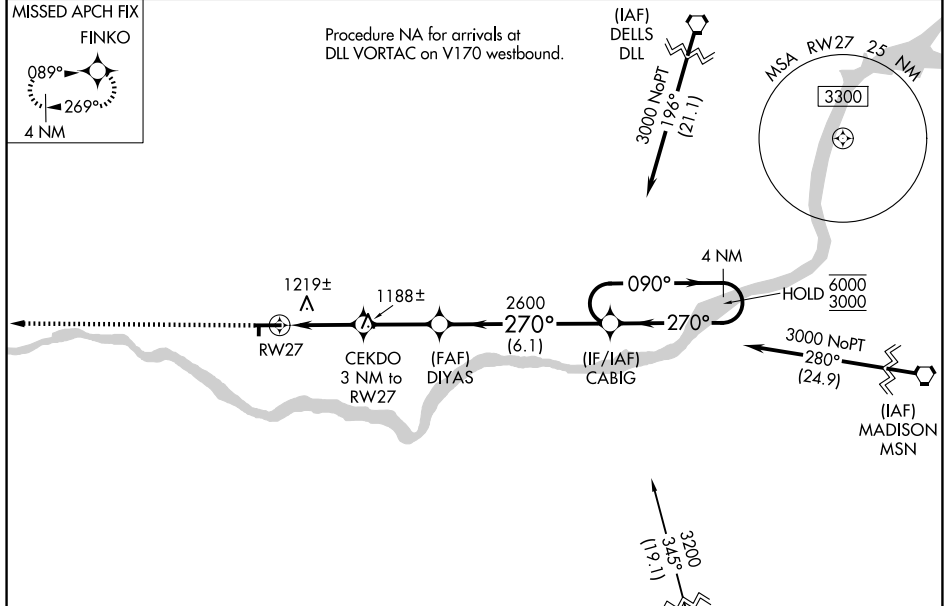 MISSED APCH FIX
FINKO
089°
269°
4 NM
Procedure NA for arrivals at
DLL VORTAC on V170 westbound.
(IAF)
DELLS
DLL
3000 NoPT
196°
(21.1)
MSA RW27 25 NM
3300
1219±
1188±
RW27
CEKDO
3 NM to
RW27
(FAF)
DIYAS
2600
270°
(6.1)
(IF/IAF)
CABIG
090°
270°
4 NM
HOLD 6000
3000
3000 NoPT
280°
(24.9)
(IAF)
MADISON
MSN
3200
345°
(19.1)